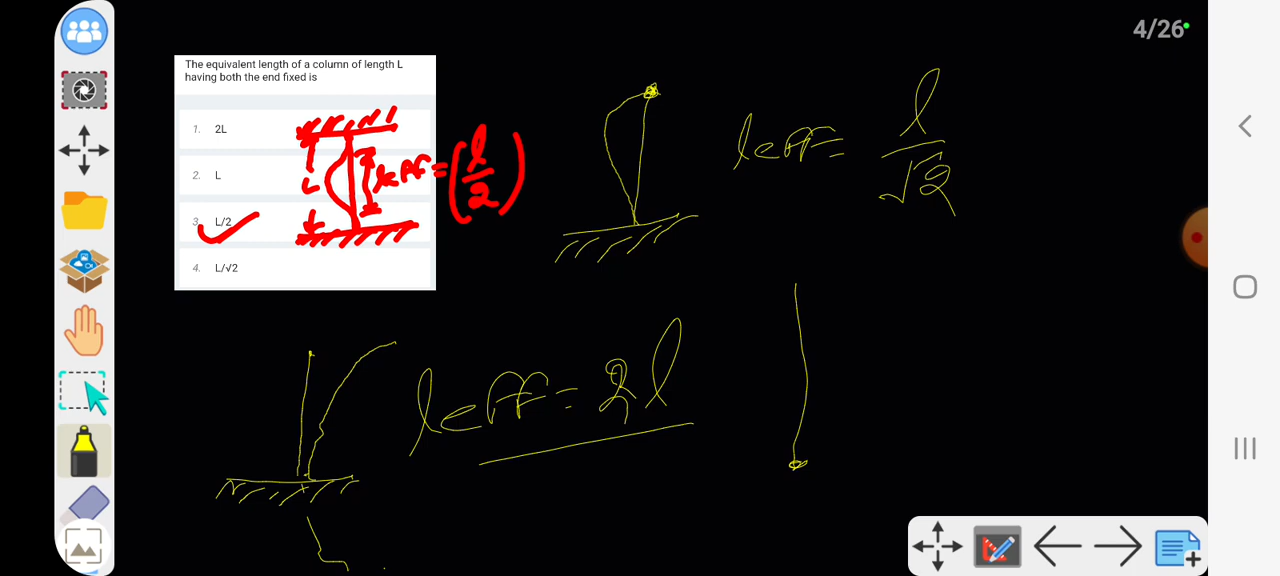 4/26
The equivalent length of a column of length L
having both the end fixed is
1. 2L
2. L
3. L/2
4. L/√2
L
leff = (l/2)
leff = l/√2
leff = 2l
L